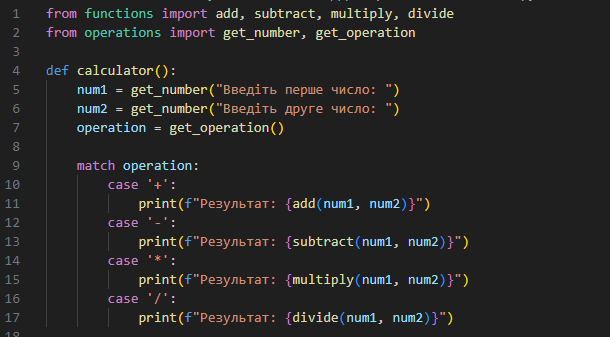 1 from functions import add, subtract, multiply, divide
2 from operations import get_number, get_operation
3
4 def calculator():
5     num1 = get_number("Введіть перше число: ")
6     num2 = get_number("Введіть друге число: ")
7     operation = get_operation()
8
9     match operation:
10         case '+':
11             print(f"Результат: {add(num1, num2)}")
12         case '-':
13             print(f"Результат: {subtract(num1, num2)}")
14         case '*':
15             print(f"Результат: {multiply(num1, num2)}")
16         case '/':
17             print(f"Результат: {divide(num1, num2)}")
18